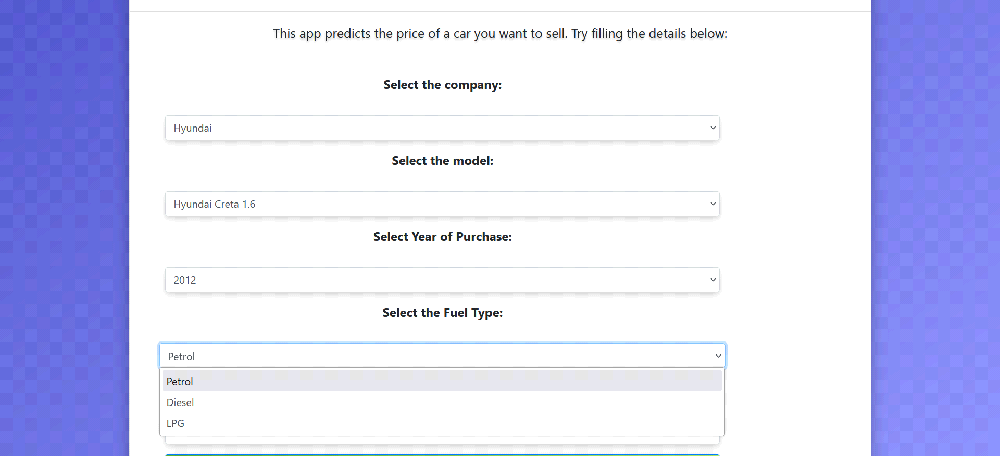 This app predicts the price of a car you want to sell. Try filling the details below:
Select the company:
Hyundai
Select the model:
Hyundai Creta 1.6
Select Year of Purchase:
2012
Select the Fuel Type:
Petrol
Petrol
Diesel
LPG